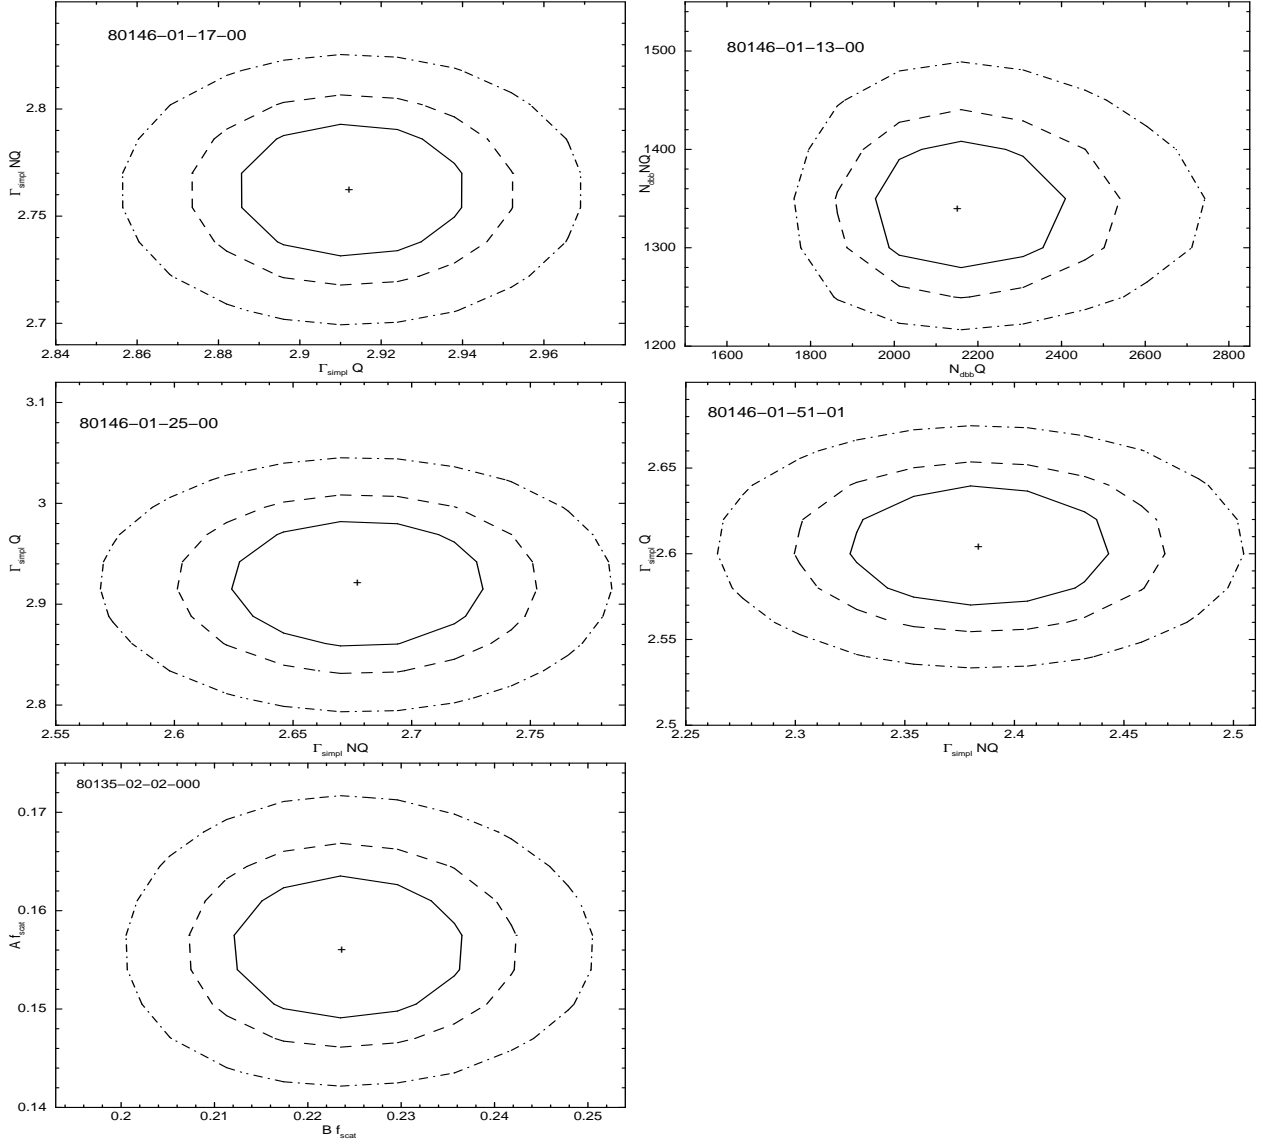 80146−01−17−00
Γsimpl NQ
2.8
2.75
2.7
2.84 2.86 2.88 2.9 2.92 2.94 2.96
Γsimpl Q
80146−01−13−00
Ndbb NQ
1500
1400
1300
1200
1600 1800 2000 2200 2400 2600 2800
Ndbb Q
80146−01−25−00
Γsimpl Q
3.1
3
2.9
2.8
2.55 2.6 2.65 2.7 2.75
Γsimpl NQ
80146−01−51−01
Γsimpl Q
2.65
2.6
2.55
2.5
2.25 2.3 2.35 2.4 2.45 2.5
Γsimpl NQ
80135−02−02−000
A fscat
0.17
0.16
0.15
0.14
0.2 0.21 0.22 0.23 0.24 0.25
B fscat